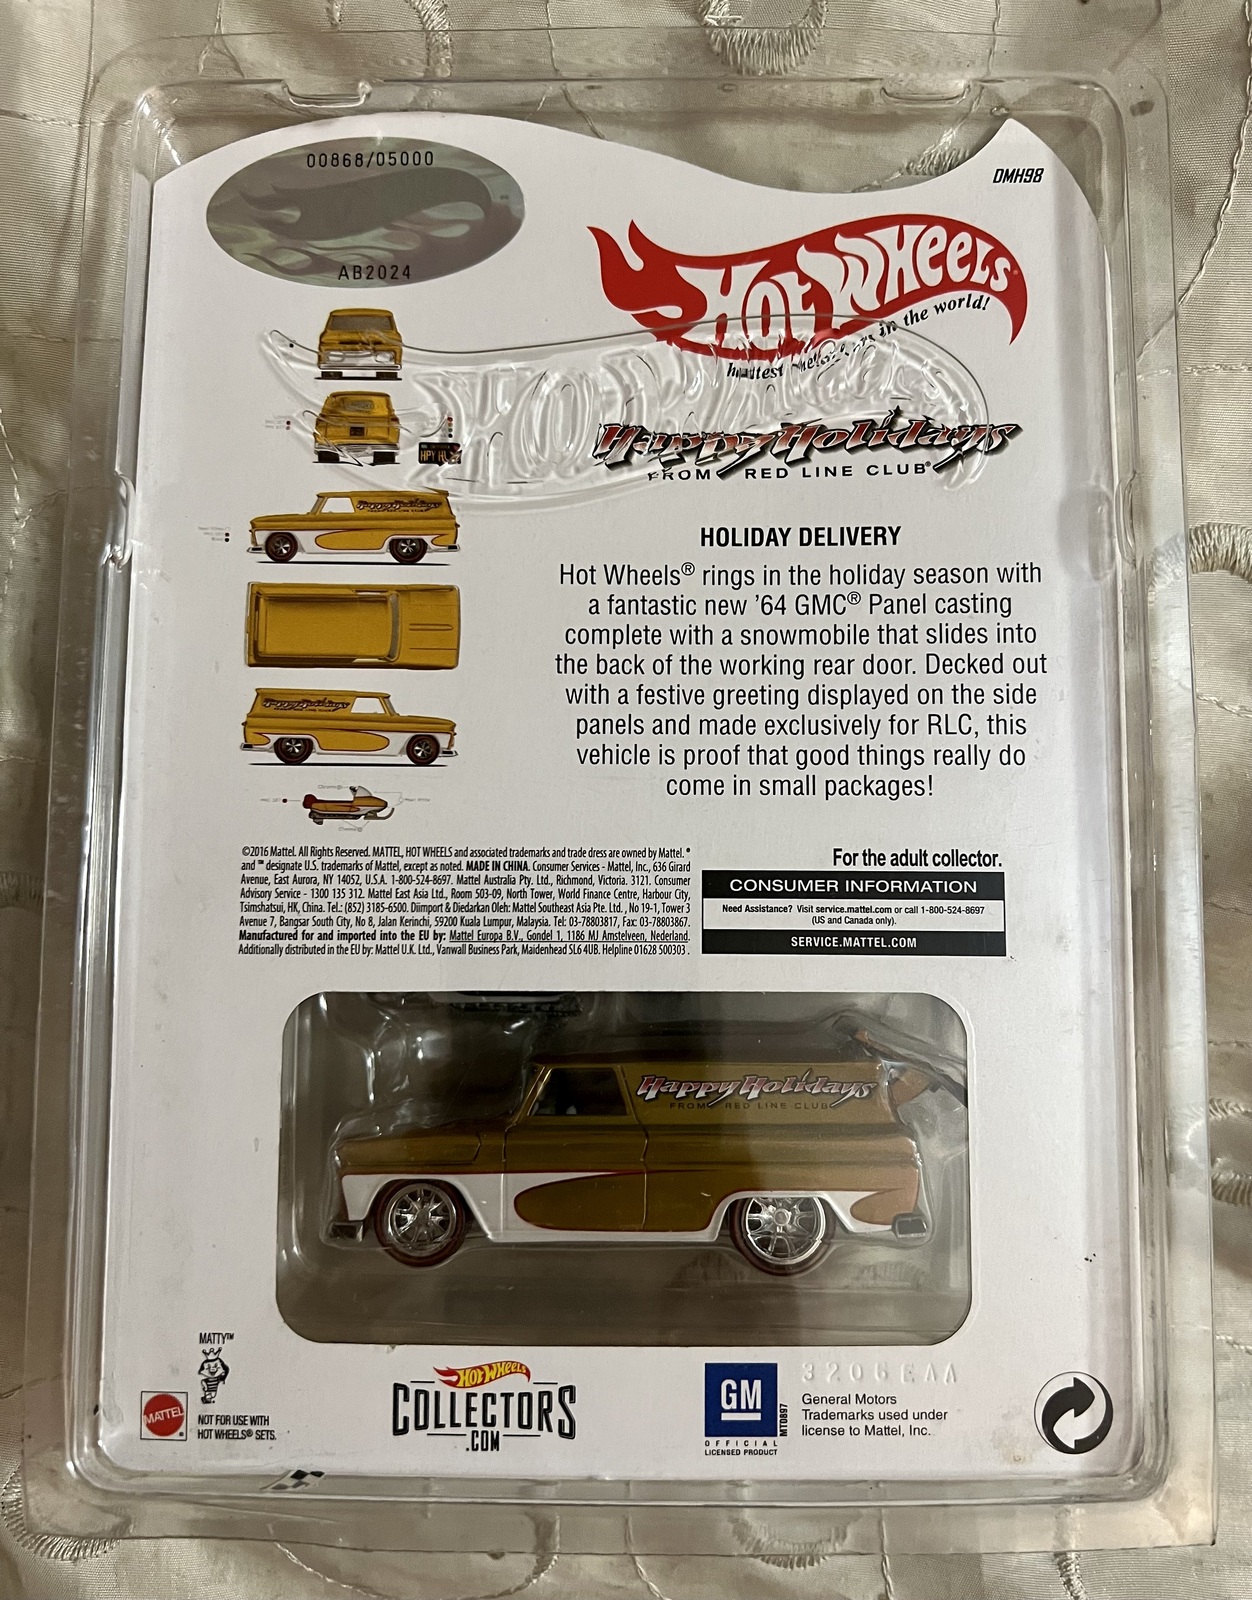 00868/05000
AB2024
DMH98
HOT WHEELS
hottest metal cars in the world!
Happy Holidays
FROM RED LINE CLUB®
HOLIDAY DELIVERY
Hot Wheels® rings in the holiday season with
a fantastic new '64 GMC® Panel casting
complete with a snowmobile that slides into
the back of the working rear door. Decked out
with a festive greeting displayed on the side
panels and made exclusively for RLC, this
vehicle is proof that good things really do
come in small packages!
Happy Holidays
Happy Holidays
©2016 Mattel. All Rights Reserved. MATTEL, HOT WHEELS and associated trademarks and trade dress are owned by Mattel. ®
and ™ designate U.S. trademarks of Mattel, except as noted. MADE IN CHINA. Consumer Services - Mattel, Inc., 636 Girard
Avenue, East Aurora, NY 14052, U.S.A. 1-800-524-8697. Mattel Australia Pty. Ltd., Richmond, Victoria. 3121. Consumer
Advisory Service - 1300 135 312. Mattel East Asia Ltd., Room 503-09, North Tower, World Finance Centre, Harbour City,
Tsimshatsui, HK, China. Tel.: (852) 3185-6500. Diimport & Diedarkan Oleh: Mattel Southeast Asia Pte. Ltd., No 19-1, Tower 3
Avenue 7, Bangsar South City, No 8, Jalan Kerinchi, 59200 Kuala Lumpur, Malaysia. Tel: 03-78803817, Fax: 03-78803867.
Manufactured for and imported into the EU by: Mattel Europa B.V., Gondel 1, 1186 MJ Amstelveen, Nederland.
Additionally distributed in the EU by: Mattel U.K. Ltd., Vanwall Business Park, Maidenhead SL6 4UB. Helpline 01628 500303.
For the adult collector.
CONSUMER INFORMATION
Need Assistance? Visit service.mattel.com or call 1-800-524-8697
(US and Canada only).
SERVICE.MATTEL.COM
Happy Holidays
FROM RED LINE CLUB
MATTY™
MATTEL
NOT FOR USE WITH
HOT WHEELS® SETS.
HOT WHEELS
COLLECTORS
.COM
GM
OFFICIAL
LICENSED PRODUCT
MT0897
3206EAA
General Motors
Trademarks used under
license to Mattel, Inc.